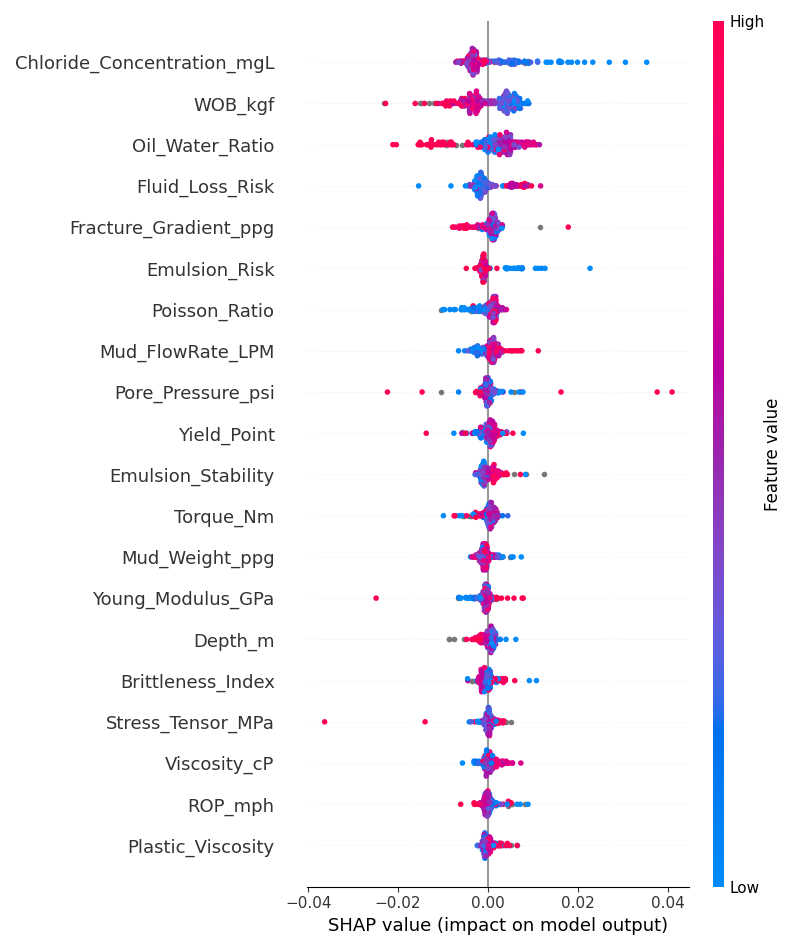 High
Chloride_Concentration_mgL
WOB_kgf
Oil_Water_Ratio
Fluid_Loss_Risk
Fracture_Gradient_ppg
Emulsion_Risk
Poisson_Ratio
Mud_FlowRate_LPM
Pore_Pressure_psi
Yield_Point
Emulsion_Stability
Torque_Nm
Mud_Weight_ppg
Young_Modulus_GPa
Depth_m
Brittleness_Index
Stress_Tensor_MPa
Viscosity_cP
ROP_mph
Plastic_Viscosity
Feature value
Low
−0.04 −0.02 0.00 0.02 0.04
SHAP value (impact on model output)